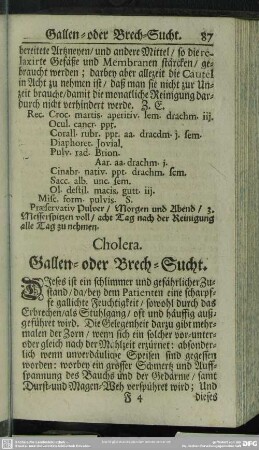 Gallen- oder Brech-Sucht. 87
bereitete Artzneyen/ und andere Mittel/ so die re-
laxirte Gefäße und Membranen stärcken/ ge-
braucht werden; darbey aber allezeit die Cautel
in Acht zu nehmen ist/ daß man sie nicht zur Un-
zeit brauche/ damit die monatliche Reinigung dar-
durch nicht verhindert werde. Z. E.
Rec. Croc. martis. aperitiv. sem. drachm. iij.
Ocul. cancr. ppt.
Corall. rubr. ppt. aa. dracdm. j. sem.
Diaphoret. Jovial.
Pulv. rad. Brion.
Aar. aa. drachm. j.
Cinabr. nativ. ppt. drachm. sem.
Sacc. alb. unc. sem.
Ol. destil. macis. gutt. iij.
Misc. form. pulvis. S.
Præservativ Pulver/ Morgen und Abend/ 3.
Messerspitzen voll/ acht Tag nach der Reinigung
alle Tag zu nehmen.
Cholera.
Gallen- oder Brech-Sucht.
DIeses ist ein schlimmer und gefährlicher Zu-
stand/ da/ bey dem Patienten eine scharpf-
fe gallichte Feuchtigkeit/ sowohl durch das
Erbrechen/ als Stuhlgang/ oft und häuffig aus-
geführet wird. Die Gelegenheit darzu gibt mehr-
malen der Zorn/ wenn sich ein solcher vor- unter-
oder gleich nach der Mahlzeit erzürnet: absonder-
lich wenn unverdäuliche Speisen sind gegessen
worden: worbey ein grosser Schmertz und Auff-
spannung des Bauchs und der Gedärme/ samt
Durst- und Magen-Weh verspühret wird; Und
F 4 dieses